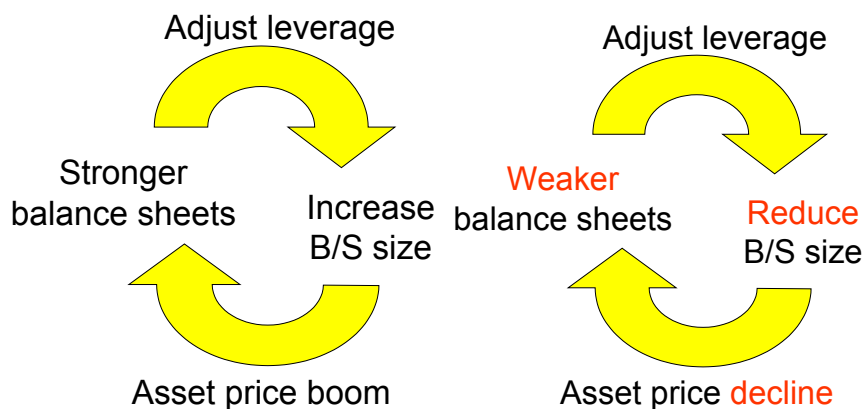 Adjust leverage
Stronger
balance sheets
Increase
B/S size
Asset price boom
Adjust leverage
Weaker
balance sheets
Reduce
B/S size
Asset price decline